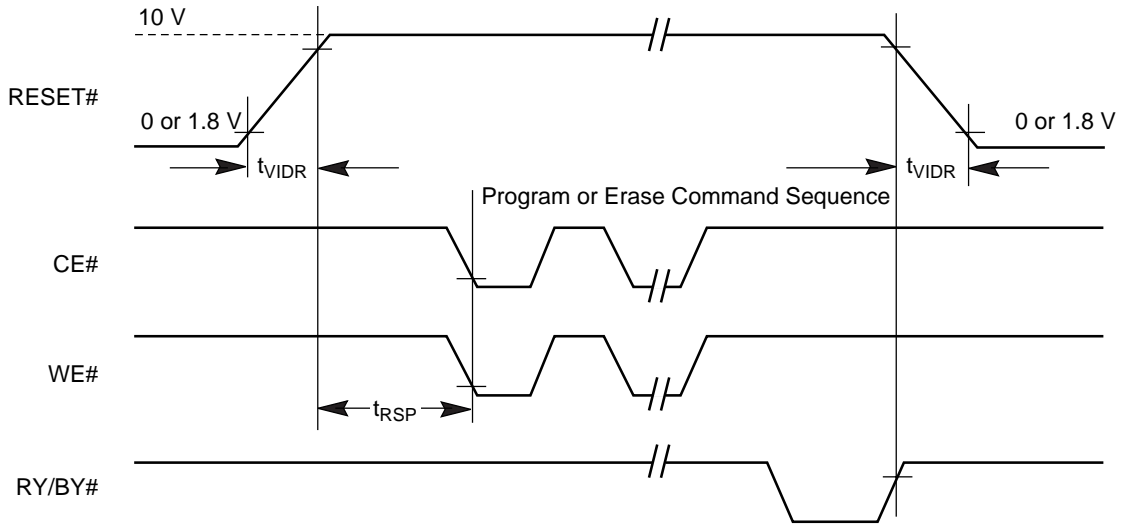 10 V
RESET#
0 or 1.8 V
0 or 1.8 V
tVIDR
tVIDR
Program or Erase Command Sequence
CE#
WE#
tRSP
RY/BY#